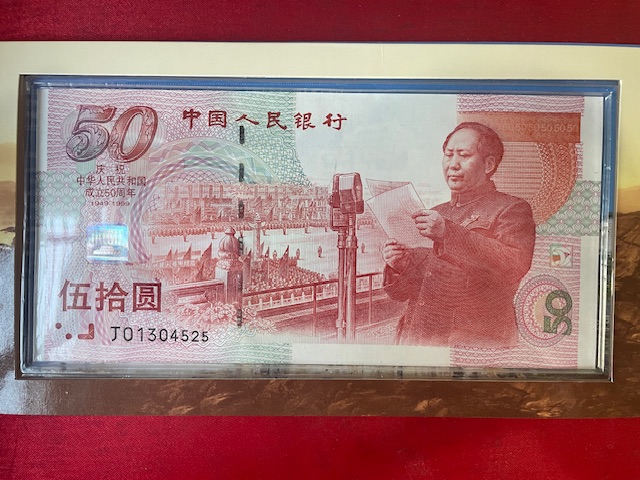 50
中国人民银行
庆祝
中华人民共和国
成立50周年
1949-1999
伍拾圆
J01304525
50